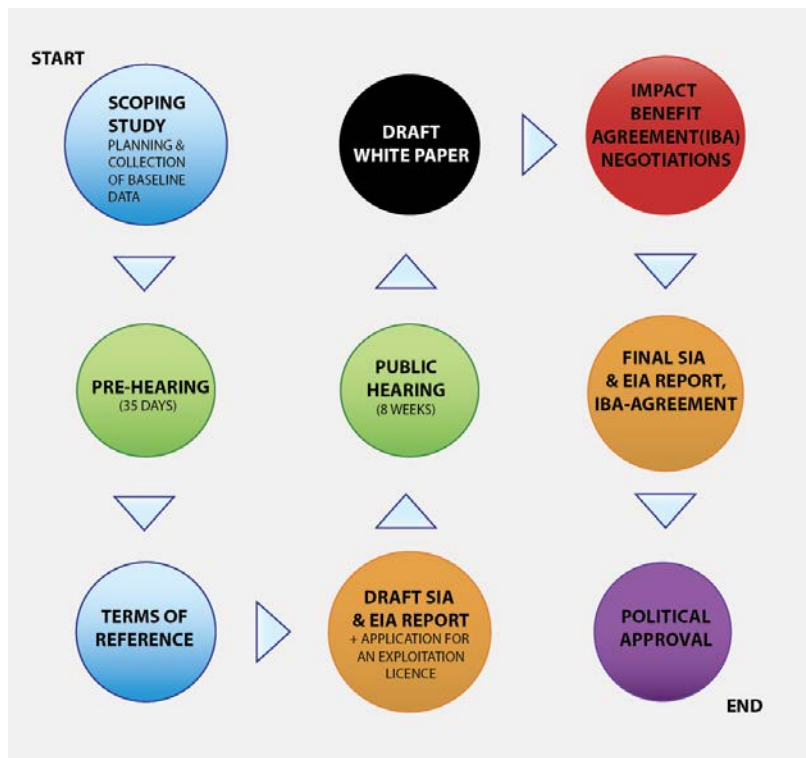 START
SCOPING
STUDY
PLANNING &
COLLECTION
OF BASELINE
DATA
PRE-HEARING
(35 DAYS)
TERMS OF
REFERENCE
DRAFT SIA
& EIA REPORT
+ APPLICATION FOR
AN EXPLOITATION
LICENCE
PUBLIC
HEARING
(8 WEEKS)
DRAFT
WHITE PAPER
IMPACT
BENEFIT
AGREEMENT(IBA)
NEGOTIATIONS
FINAL SIA
& EIA REPORT,
IBA-AGREEMENT
POLITICAL
APPROVAL
END